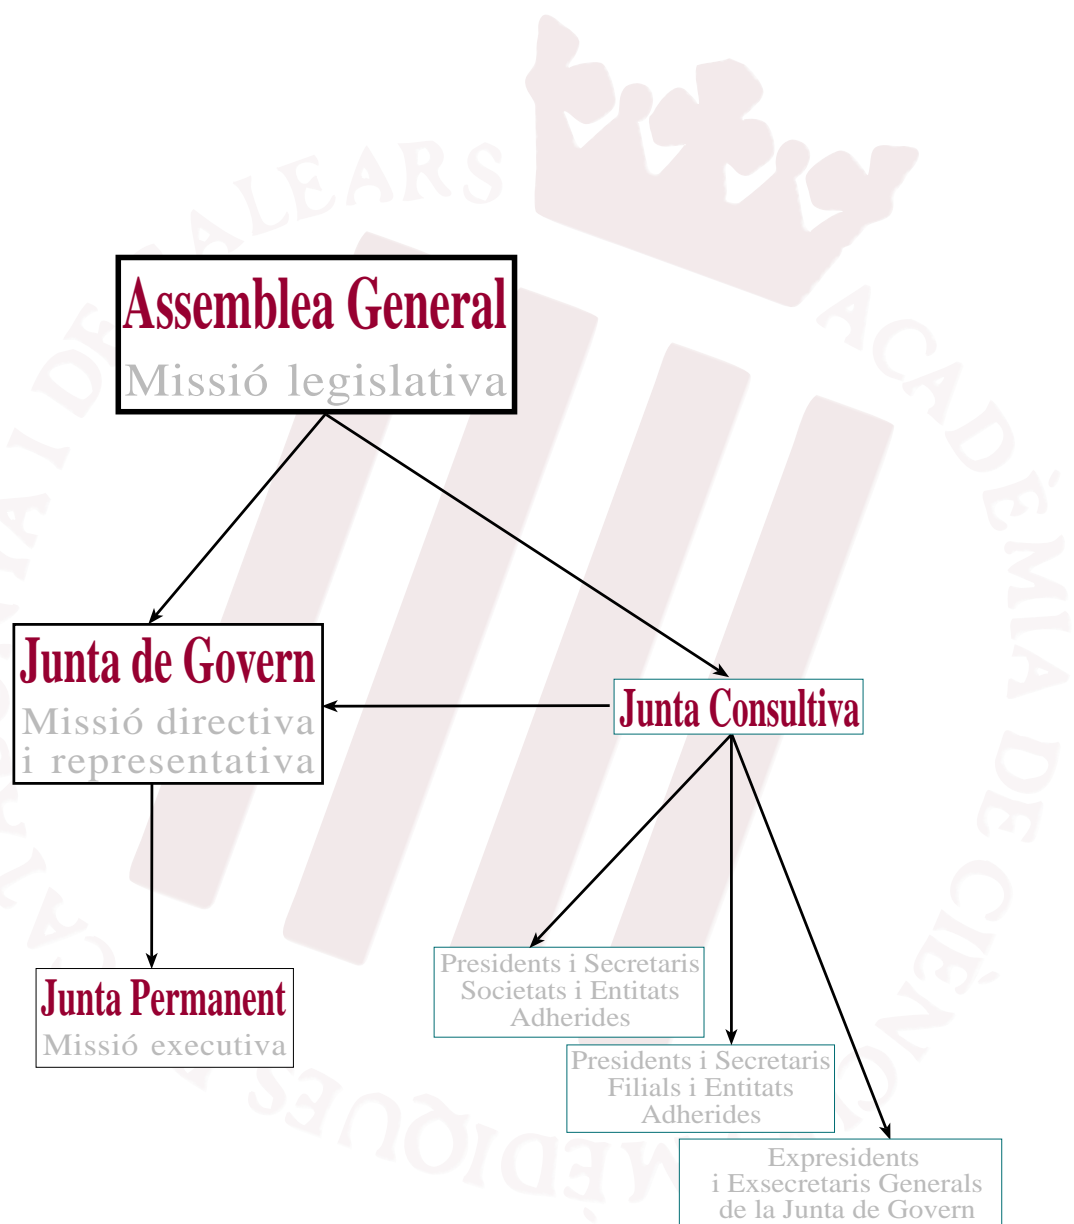 Assemblea General
Missió legislativa
Junta de Govern
Missió directiva
i representativa
Junta Consultiva
Junta Permanent
Missió executiva
Presidents i Secretaris
Societats i Entitats
Adherides
Presidents i Secretaris
Filials i Entitats
Adherides
Expresidents
i Exsecretaris Generals
de la Junta de Govern